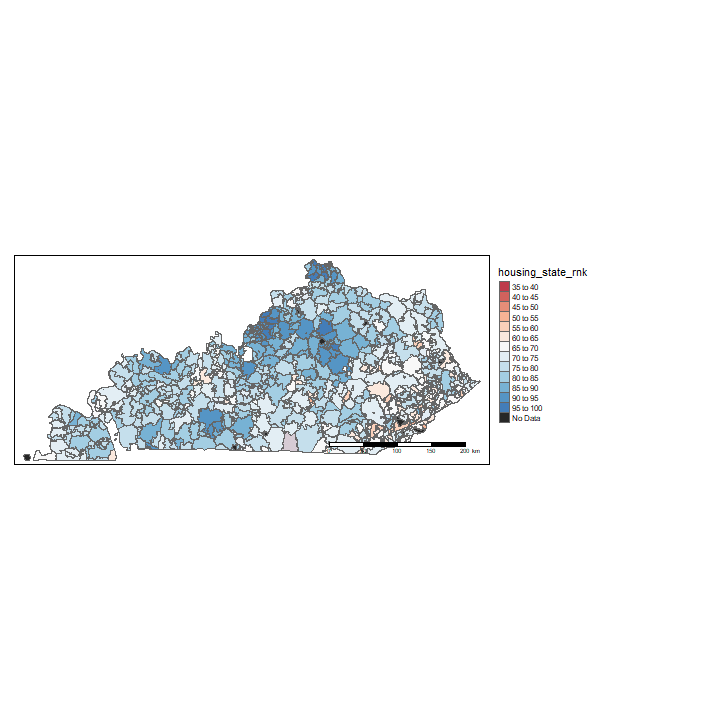 housing_state_rnk
35 to 40
40 to 45
45 to 50
50 to 55
55 to 60
60 to 65
65 to 70
70 to 75
75 to 80
80 to 85
85 to 90
90 to 95
95 to 100
No Data
100 150 200 km